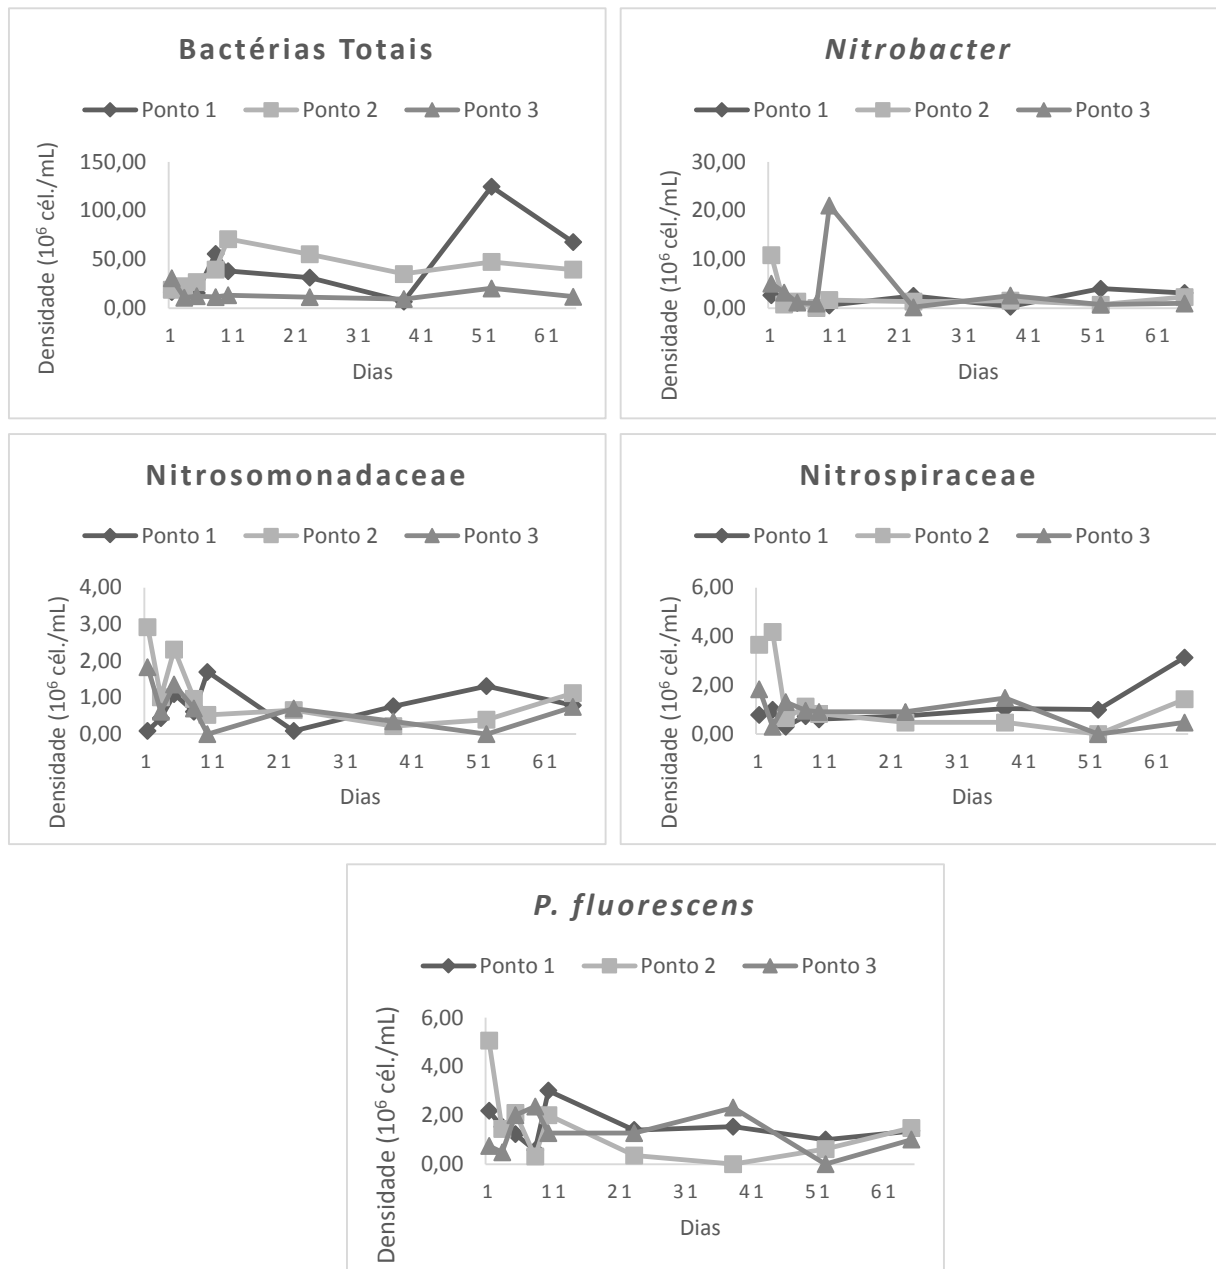 Bactérias Totais
Ponto 1 Ponto 2 Ponto 3
150,00
100,00
50,00
0,00
1 11 21 31 41 51 61
Dias
Densidade (10⁶ cél./mL)
Nitrobacter
Ponto 1 Ponto 2 Ponto 3
30,00
20,00
10,00
0,00
1 11 21 31 41 51 61
Dias
Densidade (10⁶ cél./mL)
Nitrosomonadaceae
Ponto 1 Ponto 2 Ponto 3
4,00
3,00
2,00
1,00
0,00
1 11 21 31 41 51 61
Dias
Densidade (10⁶ cél./mL)
Nitrospiraceae
Ponto 1 Ponto 2 Ponto 3
6,00
4,00
2,00
0,00
1 11 21 31 41 51 61
Dias
Densidade (10⁶ cél./mL)
P. fluorescens
Ponto 1 Ponto 2 Ponto 3
6,00
4,00
2,00
0,00
1 11 21 31 41 51 61
Dias
Densidade (10⁶ cél./mL)